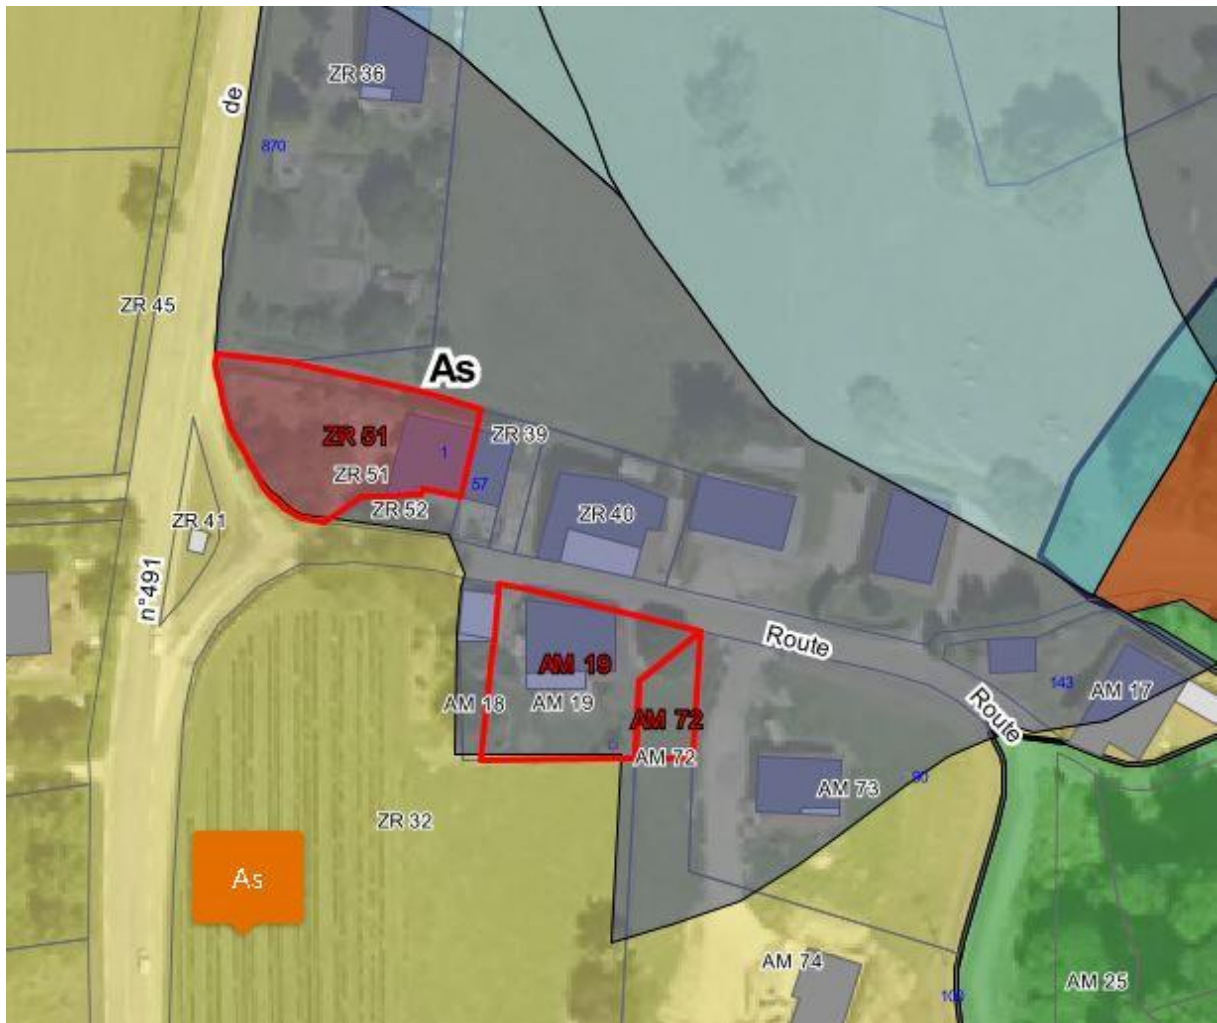 ZR 36
de
870
ZR 45
As
ZR 51
ZR 39
1
ZR 51
57
ZR 52
ZR 40
ZR 41
n°491
Route
AM 19
143
AM 17
AM 18
AM 19
Route
AM 72
AM 72
90
AM 73
ZR 32
As
AM 74
AM 25